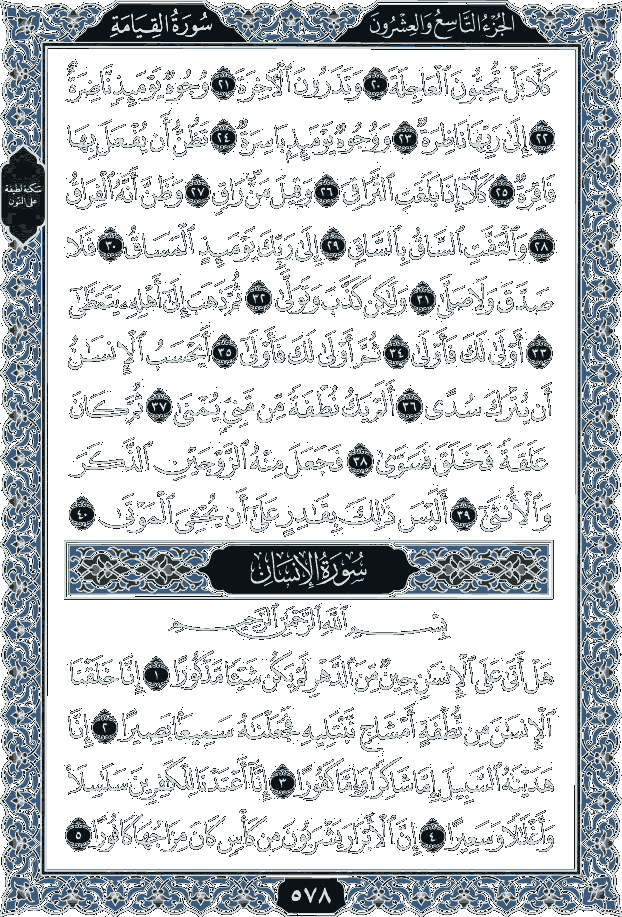 سُورَةُ القِيَامَةِ
الجُزْءُ التَّاسِعُ وَالعِشْرُونَ
كَلَّا بَلْ تُحِبُّونَ ٱلْعَاجِلَةَ ٢٠ وَتَذَرُونَ ٱلْآخِرَةَ ٢١ وُجُوهٌ يَوْمَئِذٍ نَّاضِرَةٌ
٢٢ إِلَىٰ رَبِّهَا نَاظِرَةٌ ٢٣ وَوُجُوهٌ يَوْمَئِذٍۭ بَاسِرَةٌ ٢٤ تَظُنُّ أَن يُفْعَلَ بِهَا
فَاقِرَةٌ ٢٥ كَلَّآ إِذَا بَلَغَتِ ٱلتَّرَاقِيَ ٢٦ وَقِيلَ مَنْ رَاقٍ ٢٧ وَظَنَّ أَنَّهُ ٱلْفِرَاقُ
٢٨ وَٱلْتَفَّتِ ٱلسَّاقُ بِٱلسَّاقِ ٢٩ إِلَىٰ رَبِّكَ يَوْمَئِذٍ ٱلْمَسَاقُ ٣٠ فَلَا
صَدَّقَ وَلَا صَلَّىٰ ٣١ وَلَٰكِن كَذَّبَ وَتَوَلَّىٰ ٣٢ ثُمَّ ذَهَبَ إِلَىٰٓ أَهْلِهِۦ يَتَمَطَّىٰٓ
٣٣ أَوْلَىٰ لَكَ فَأَوْلَىٰ ٣٤ ثُمَّ أَوْلَىٰ لَكَ فَأَوْلَىٰٓ ٣٥ أَيَحْسَبُ ٱلْإِنسَٰنُ
أَن يُتْرَكَ سُدًى ٣٦ أَلَمْ يَكُ نُطْفَةً مِّن مَّنِيٍّ يُمْنَىٰ ٣٧ ثُمَّ كَانَ
عَلَقَةً فَخَلَقَ فَسَوَّىٰ ٣٨ فَجَعَلَ مِنْهُ ٱلزَّوْجَيْنِ ٱلذَّكَرَ
وَٱلْأُنثَىٰٓ ٣٩ أَلَيْسَ ذَٰلِكَ بِقَٰدِرٍ عَلَىٰٓ أَن يُحْـِۧىَ ٱلْمَوْتَىٰ ٤٠
سُورَةُ الإِنسَانِ
بِسْمِ ٱللَّهِ ٱلرَّحْمَٰنِ ٱلرَّحِيمِ
هَلْ أَتَىٰ عَلَى ٱلْإِنسَٰنِ حِينٌ مِّنَ ٱلدَّهْرِ لَمْ يَكُن شَيْـًٔا مَّذْكُورًا ١ إِنَّا خَلَقْنَا
ٱلْإِنسَٰنَ مِن نُّطْفَةٍ أَمْشَاجٍ نَّبْتَلِيهِ فَجَعَلْنَٰهُ سَمِيعًۢا بَصِيرًا ٢ إِنَّا
هَدَيْنَٰهُ ٱلسَّبِيلَ إِمَّا شَاكِرًا وَإِمَّا كَفُورًا ٣ إِنَّآ أَعْتَدْنَا لِلْكَٰفِرِينَ سَلَٰسِلَا۟
وَأَغْلَٰلًا وَسَعِيرًا ٤ إِنَّ ٱلْأَبْرَارَ يَشْرَبُونَ مِن كَأْسٍ كَانَ مِزَاجُهَا كَافُورًا ٥
سكتة لطيفة
على النون
٥٧٨